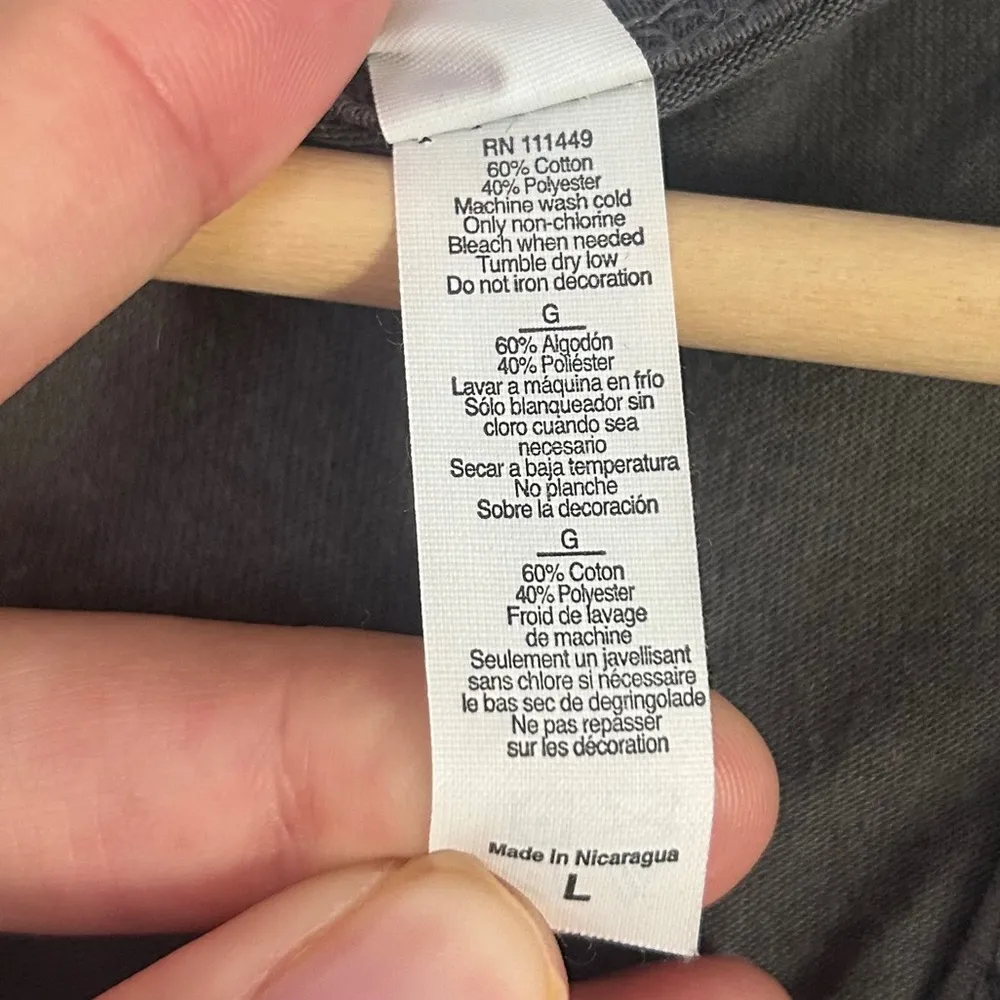 RN 111449
60% Cotton
40% Polyester
Machine wash cold
Only non-chlorine
Bleach when needed
Tumble dry low
Do not iron decoration
G
60% Algodón
40% Poliéster
Lavar a máquina en frío
Sólo blanqueador sin
cloro cuando sea
necesario
Secar a baja temperatura
No planche
Sobre la decoración
G
60% Coton
40% Polyester
Froid de lavage
de machine
Seulement un javellisant
sans chlore si nécessaire
le bas sec de degringolade
Ne pas repasser
sur les décoration
Made in Nicaragua
L